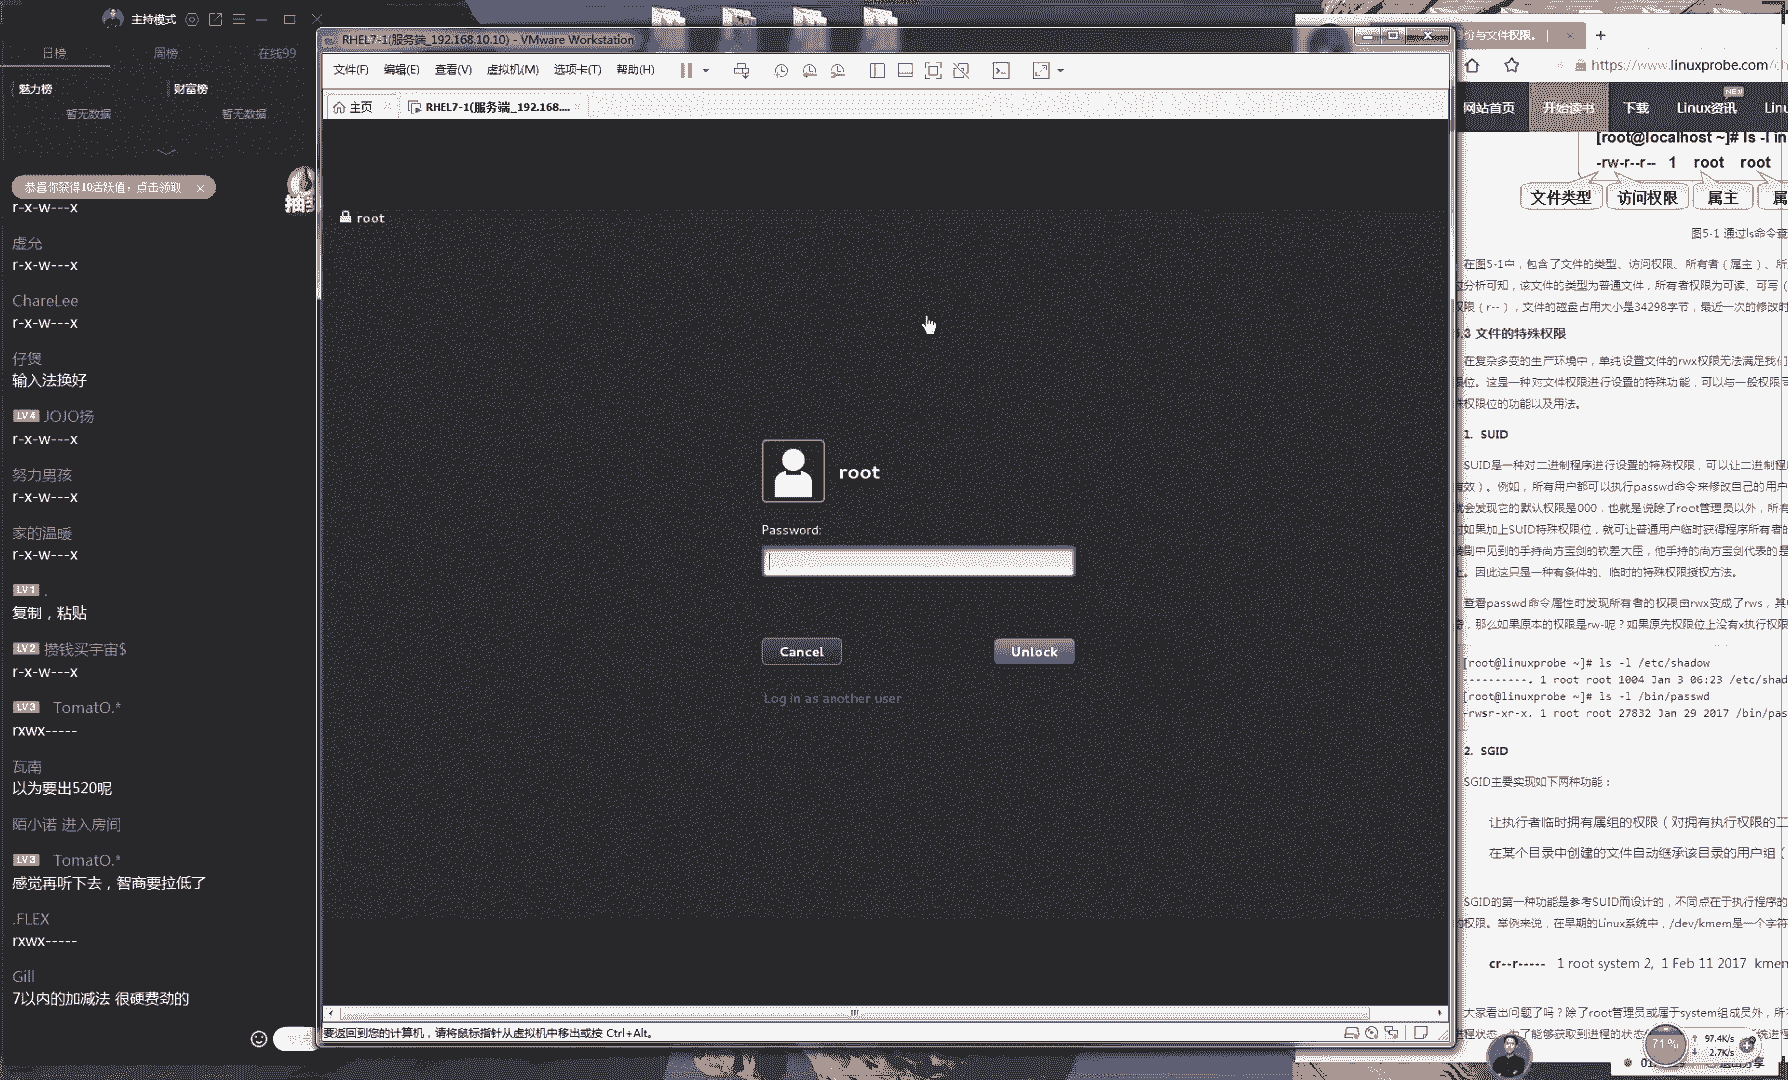 主持模式
日榜
周榜
在线99
魅力榜
财富榜
暂无数据
暂无数据
恭喜你获得10活跃值，点击领取
r-x-w---x
虚允
r-x-w---x
ChareLee
r-x-w---x
仔煲
输入法换好
LV4 JOJO扬
r-x-w---x
努力男孩
r-x-w---x
家的温暖
r-x-w---x
LV1 .
复制，粘贴
LV2 攒钱买宇宙$
r-x-w---x
LV3 TomatO.*
rxwx-----
瓦南
以为要出520呢
陌小诺 进入房间
LV3 TomatO.*
感觉再听下去，智商要拉低了
.FLEX
rxwx-----
Gill
7以内的加减法 很硬费劲的
RHEL7-1(服务端_192.168.10.10) - VMware Workstation
文件(F) 编辑(E) 查看(V) 虚拟机(M) 选项卡(T) 帮助(H)
主页
RHEL7-1(服务端_192.168....
root
root
Password:
Cancel
Unlock
Log in as another user
要返回到您的计算机，请将鼠标指针从虚拟机中移出或按 Ctrl+Alt。
份与文件权限。 |
https://www.linuxprobe.com/
网站首页 开始读书 下载 Linux资讯 NEW
[root@localhost ~]# ls -l in
-rw-r--r-- 1 root root
文件类型 访问权限 属主
图5-1 通过ls命令查
在图5-1中，包含了文件的类型、访问权限、所有者（属主）、所
分析可知，该文件的类型为普通文件，所有者权限为可读、可写（
权限（r--），文件的磁盘占用大小是34298字节，最近一次的修改时
.3 文件的特殊权限
在复杂多变的生产环境中，单纯设置文件的rwx权限无法满足我们
位。这是一种对文件权限进行设置的特殊功能，可以与一般权限同
权限位的功能以及用法。
1. SUID
SUID是一种对二进制程序进行设置的特殊权限，可以让二进制程
有效）。例如，所有用户都可以执行passwd命令来修改自己的用户
就会发现它的默认权限是000，也就是说除了root管理员以外，所有
如果加上SUID特殊权限位，就可让普通用户临时获得程序所有者的
剧中见到的手持尚方宝剑的钦差大臣，他手持的尚方宝剑代表的是
。因此这只是一种有条件的、临时的特殊权限授权方法。
查看passwd命令属性时发现所有者的权限由rwx变成了rws，其
，那么如果原本的权限是rw-呢？如果原先权限位上没有x执行权限
[root@linuxprobe ~]# ls -l /etc/shadow
----------. 1 root root 1004 Jan 3 06:23 /etc/shad
[root@linuxprobe ~]# ls -l /bin/passwd
-rwsr-xr-x. 1 root root 27832 Jan 29 2017 /bin/pas
2. SGID
SGID主要实现如下两种功能：
让执行者临时拥有属组的权限（对拥有执行权限的二
在某个目录中创建的文件自动继承该目录的用户组（
SGID的第一种功能是参考SUID而设计的，不同点在于执行程序的
的权限。举例来说，在早期的Linux系统中，/dev/kmem是一个字符
cr--r----- 1 root system 2, 1 Feb 11 2017 kmem
大家看出问题了吗？除了root管理员或属于system组成员外，所
程状态，为了能够获取到进程的状态
71%
97.4K/s
2.7K/s